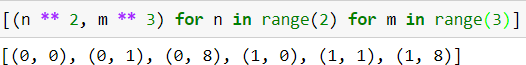 [(n ** 2, m ** 3) for n in range(2) for m in range(3)]
[(0, 0), (0, 1), (0, 8), (1, 0), (1, 1), (1, 8)]